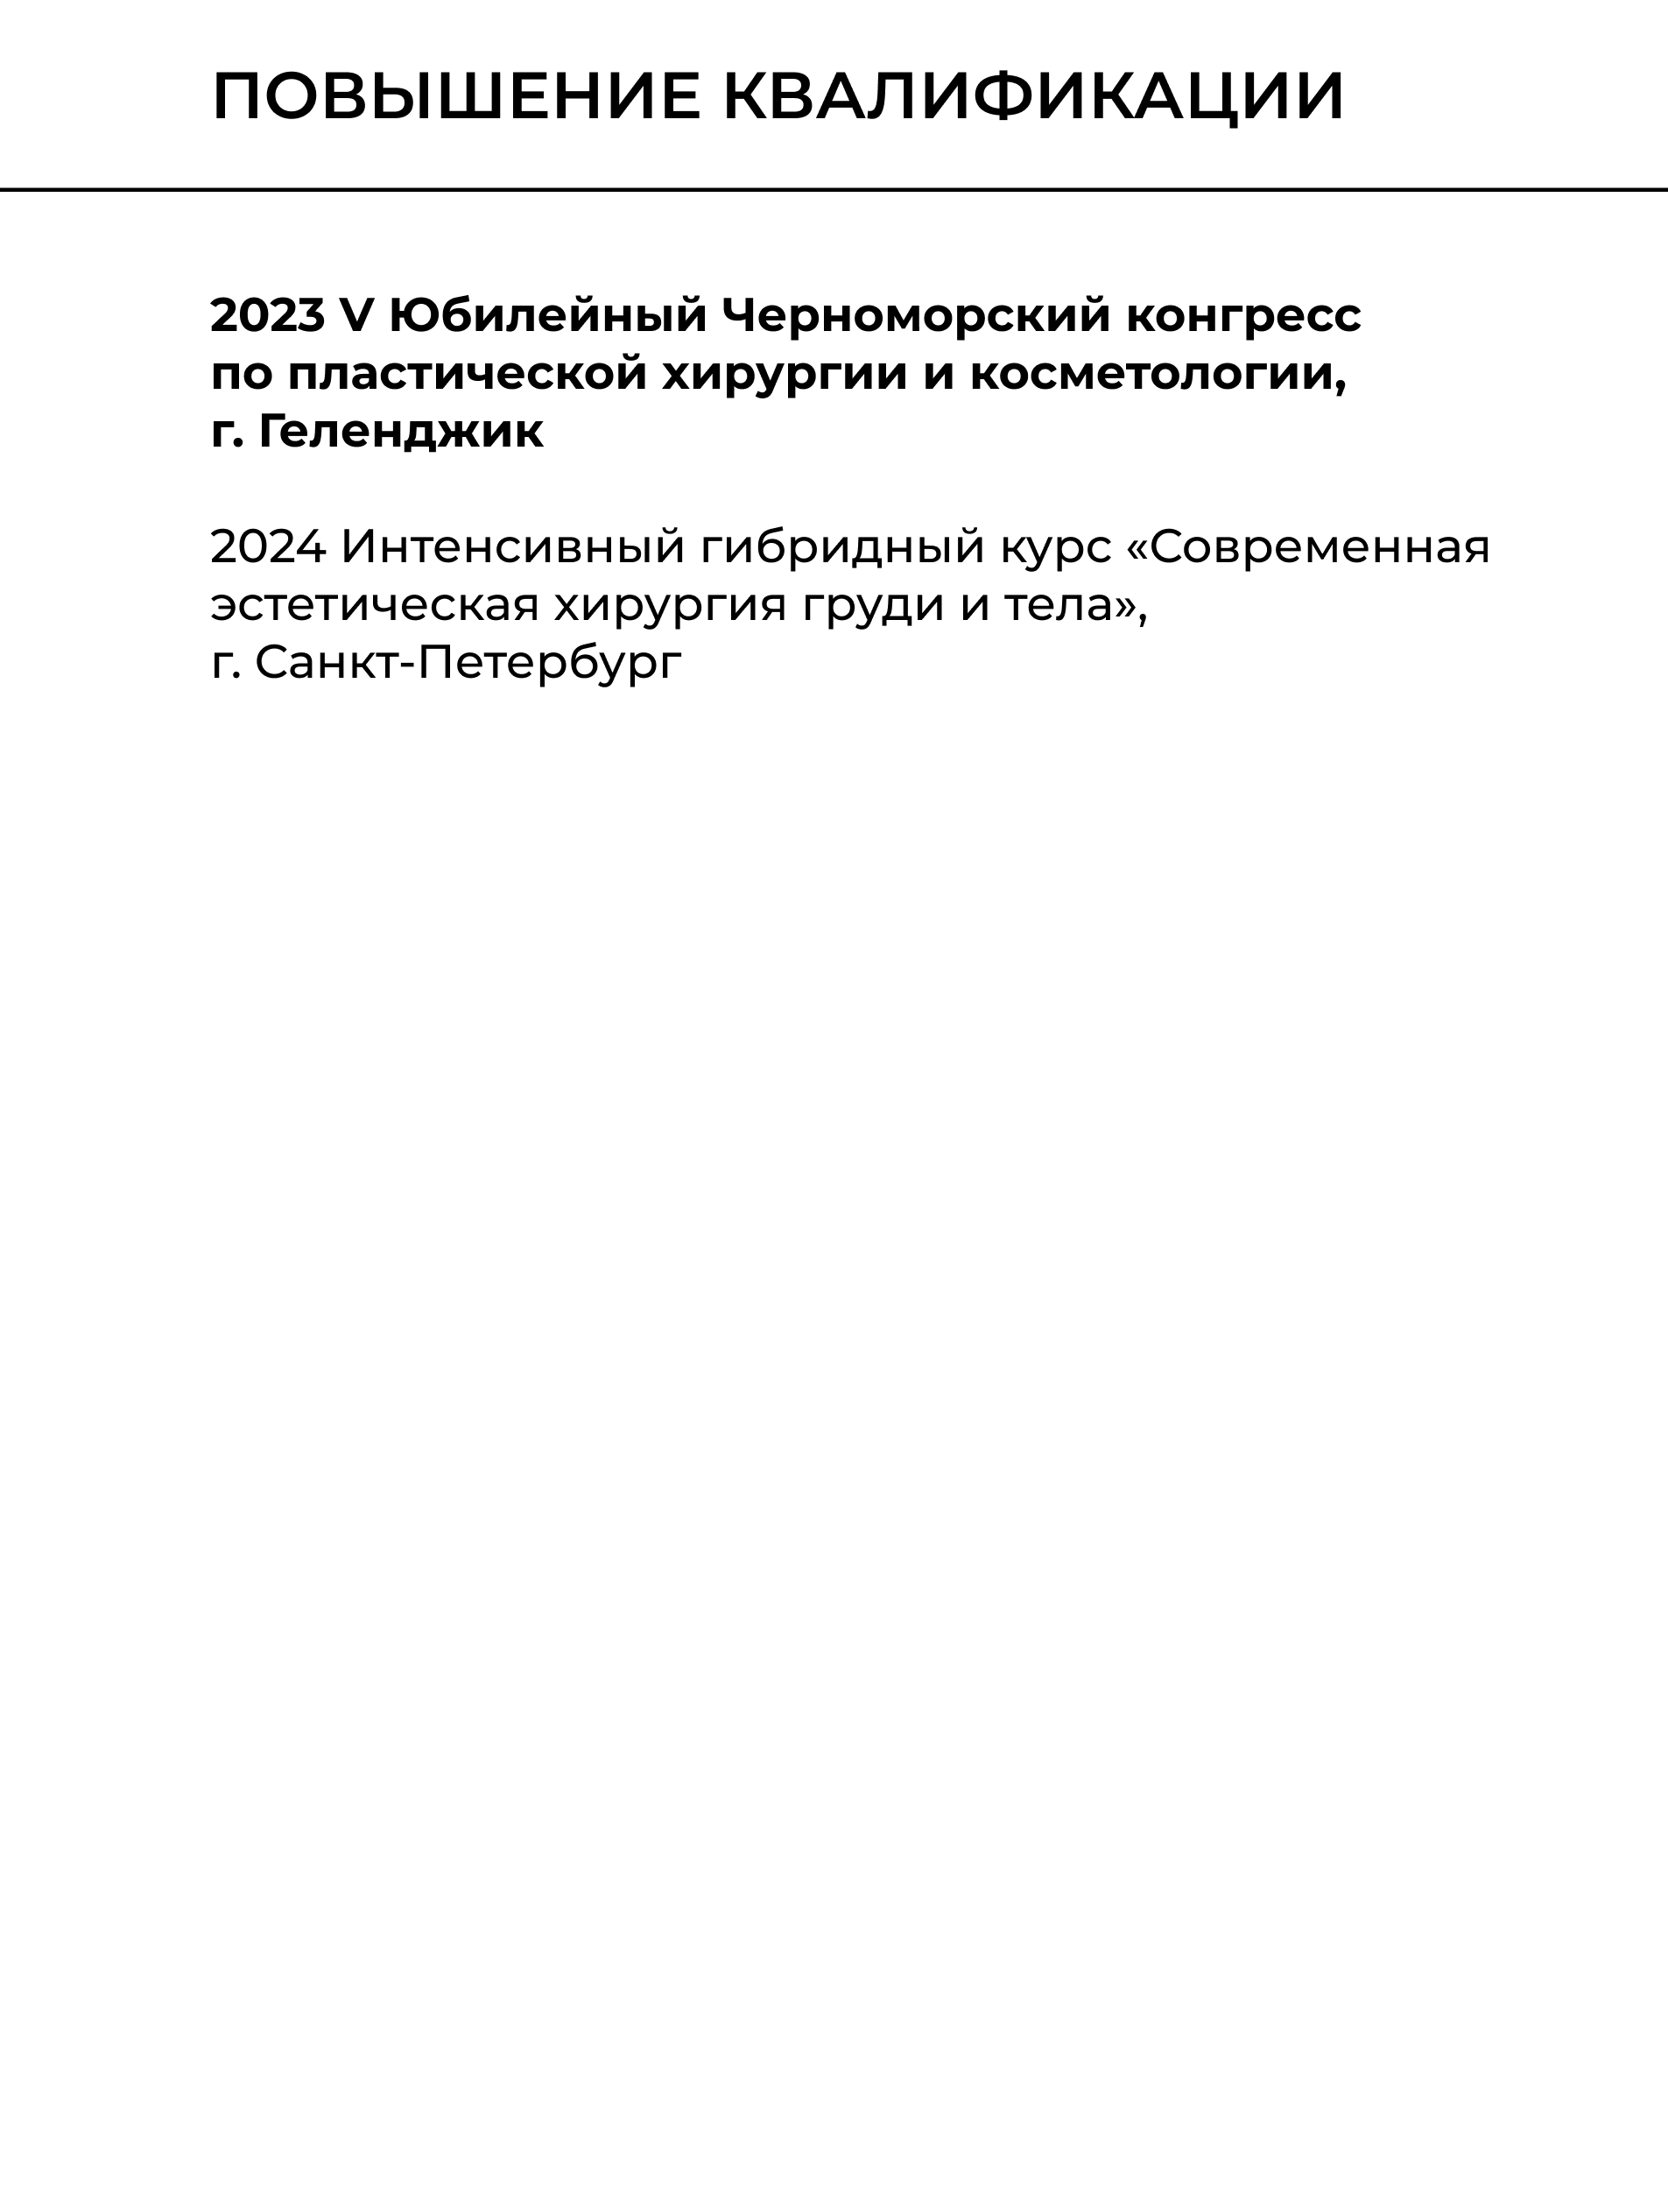 ПОВЫШЕНИЕ КВАЛИФИКАЦИИ
2023 V Юбилейный Черноморский конгресс
по пластической хирургии и косметологии,
г. Геленджик
2024 Интенсивный гибридный курс «Современная
эстетическая хирургия груди и тела»,
г. Санкт-Петербург